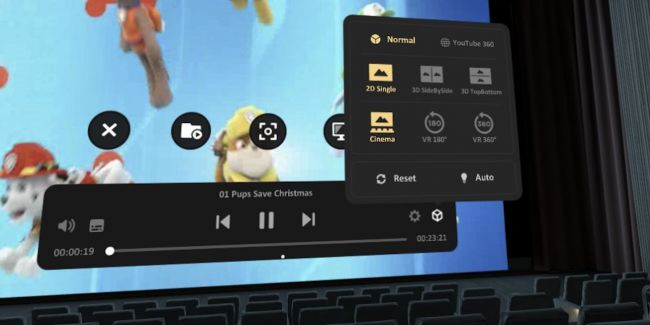 Normal
YouTube 360
2D Single
3D SideBySide
3D TopBottom
Cinema
180
VR 180°
360
VR 360°
Reset
Auto
01 Pups Save Christmas
00:00:19
00:23:21